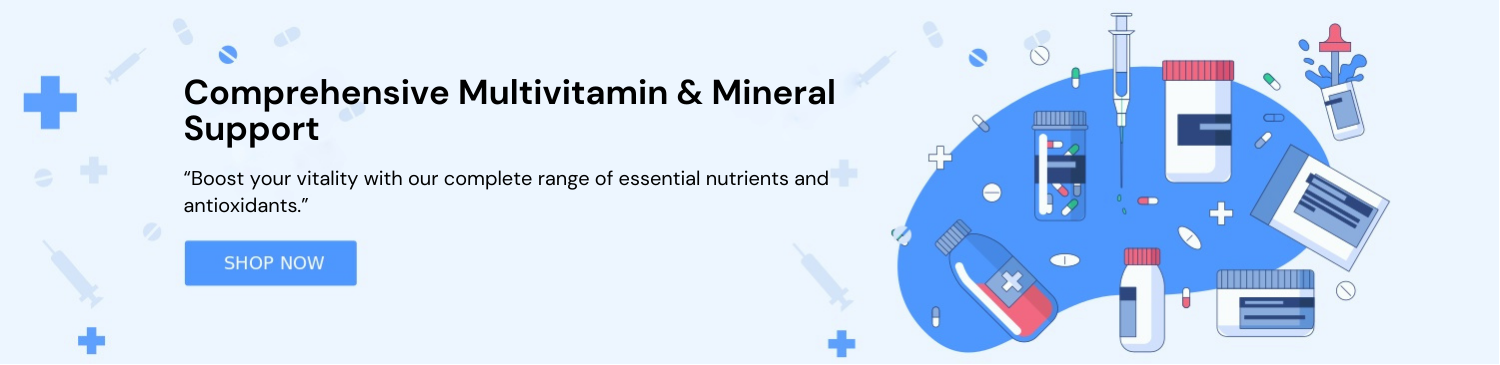 Comprehensive Multivitamin & Mineral
Support
“Boost your vitality with our complete range of essential nutrients and
antioxidants.”
SHOP NOW